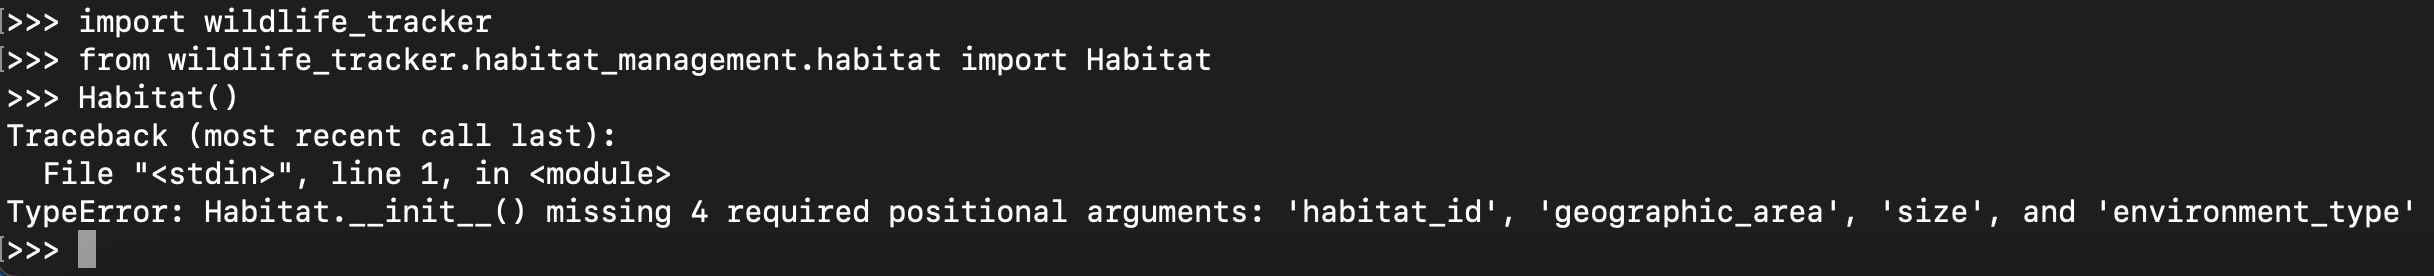 [>>> import wildlife_tracker
[>>> from wildlife_tracker.habitat_management.habitat import Habitat
>>> Habitat()
Traceback (most recent call last):
  File "<stdin>", line 1, in <module>
TypeError: Habitat.__init__() missing 4 required positional arguments: 'habitat_id', 'geographic_area', 'size', and 'environment_type'
[>>>